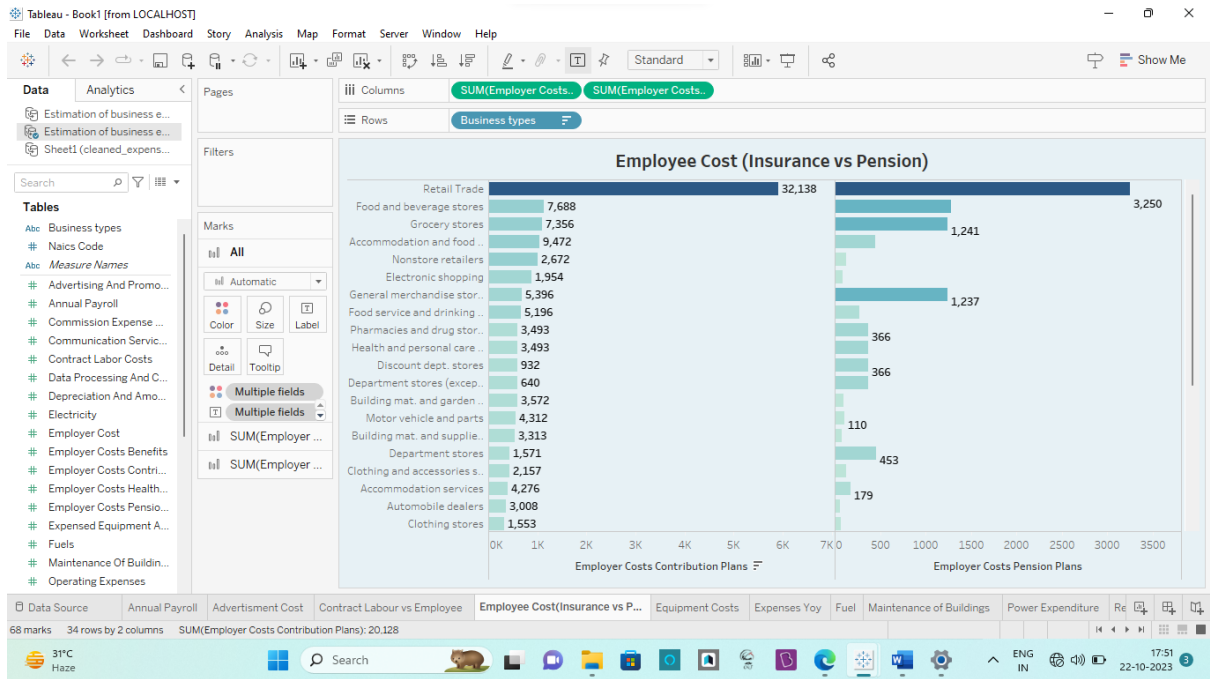 Tableau - Book1 [from LOCALHOST]
File Data Worksheet Dashboard Story Analysis Map Format Server Window Help
Standard Show Me
Data Analytics
Estimation of business e...
Estimation of business e...
Sheet1 (cleaned_expens...
Search
Tables
Abc Business types
# Naics Code
Abc Measure Names
# Advertising And Promo...
# Annual Payroll
# Commission Expense ...
# Communication Servic...
# Contract Labor Costs
# Data Processing And C...
# Depreciation And Amo...
# Electricity
# Employer Cost
# Employer Costs Benefits
# Employer Costs Contri...
# Employer Costs Health...
# Employer Costs Pensio...
# Expensed Equipment A...
# Fuels
# Maintenance Of Buildin...
# Operating Expenses
Pages
Filters
Marks
All
Automatic
Color Size Label
Detail Tooltip
Multiple fields
Multiple fields
SUM(Employer ...
SUM(Employer ...
Columns SUM(Employer Costs.. SUM(Employer Costs..
Rows Business types
Employee Cost (Insurance vs Pension)
Retail Trade 32,138 3,250
Food and beverage stores 7,688
Grocery stores 7,356 1,241
Accommodation and food .. 9,472
Nonstore retailers 2,672
Electronic shopping 1,954
General merchandise stor.. 5,396 1,237
Food service and drinking .. 5,196
Pharmacies and drug stor.. 3,493 366
Health and personal care .. 3,493
Discount dept. stores 932 366
Department stores (excep.. 640
Building mat. and garden .. 3,572
Motor vehicle and parts 4,312 110
Building mat. and supplie.. 3,313
Department stores 1,571 453
Clothing and accessories s.. 2,157
Accommodation services 4,276 179
Automobile dealers 3,008
Clothing stores 1,553
0K 1K 2K 3K 4K 5K 6K 7K 0 500 1000 1500 2000 2500 3000 3500
Employer Costs Contribution Plans Employer Costs Pension Plans
Data Source Annual Payroll Advertisment Cost Contract Labour vs Employee Employee Cost(Insurance vs P... Equipment Costs Expenses Yoy Fuel Maintenance of Buildings Power Expenditure Re
68 marks 34 rows by 2 columns SUM(Employer Costs Contribution Plans): 20,128
31°C
Haze
Search
ENG
IN
17:51
22-10-2023
3